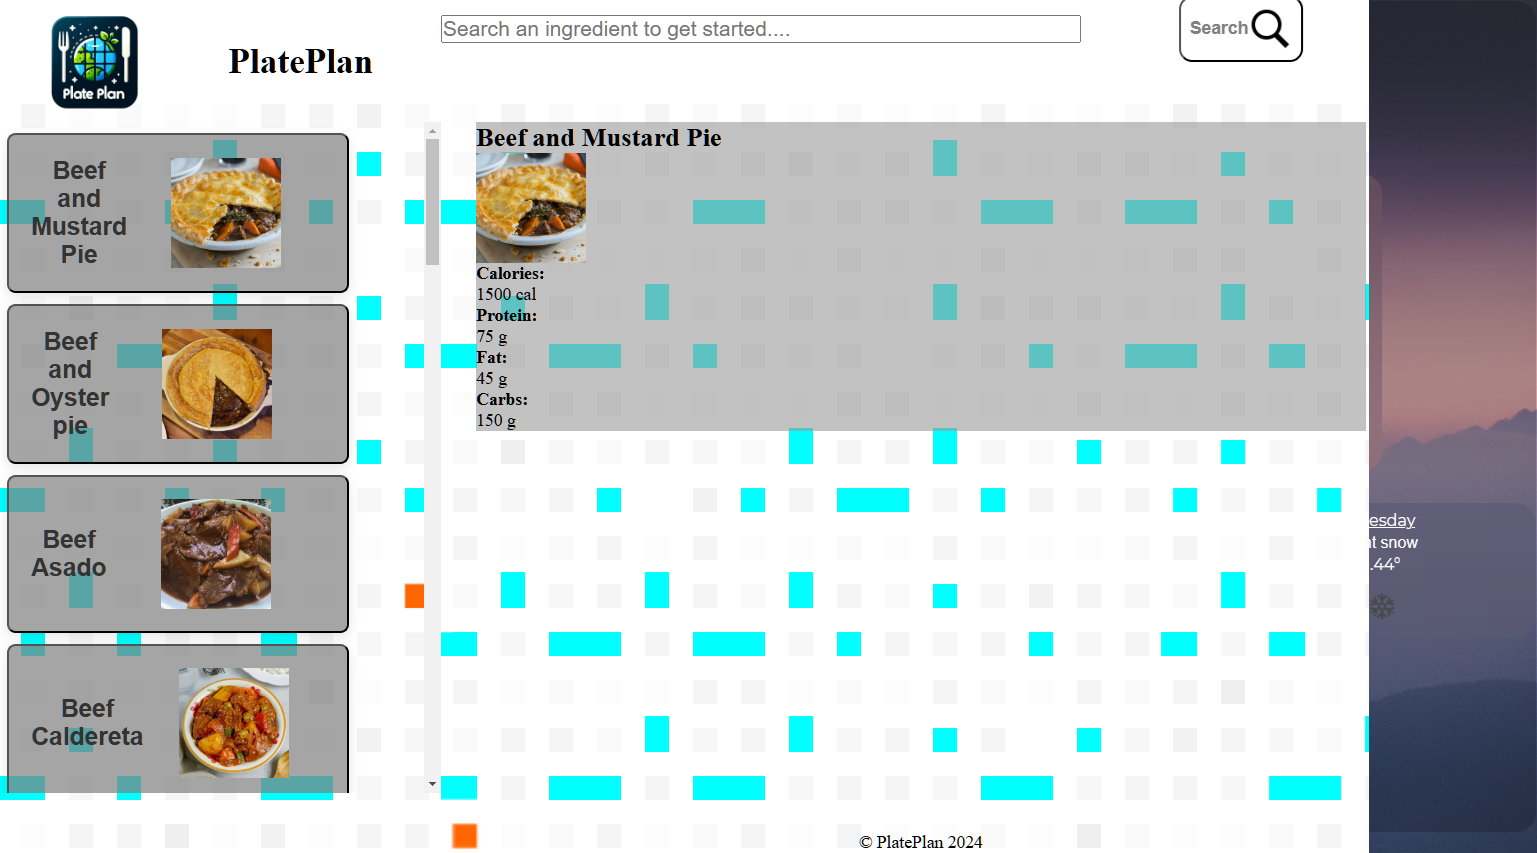 Plate Plan
PlatePlan
Search an ingredient to get started....
Search
Beef
and
Mustard
Pie
Beef
and
Oyster
pie
Beef
Asado
Beef
Caldereta
Beef and Mustard Pie
Calories:
1500 cal
Protein:
75 g
Fat:
45 g
Carbs:
150 g
esday
t snow
.44°
© PlatePlan 2024